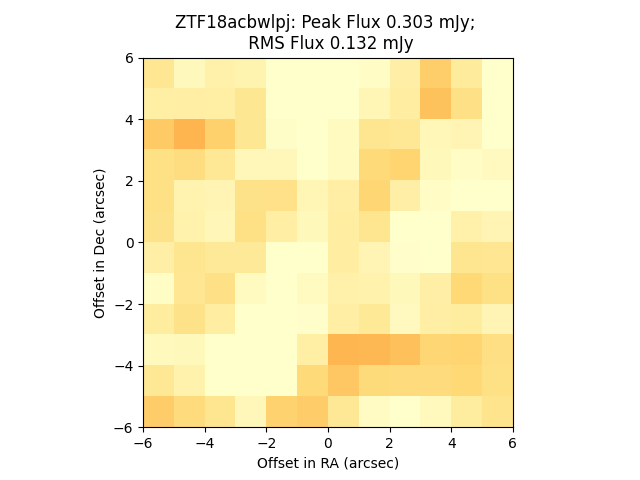 ZTF18acbwlpj: Peak Flux 0.303 mJy;
RMS Flux 0.132 mJy
6
4
2
0
−2
−4
−6
Offset in Dec (arcsec)
−6 −4 −2 0 2 4 6
Offset in RA (arcsec)